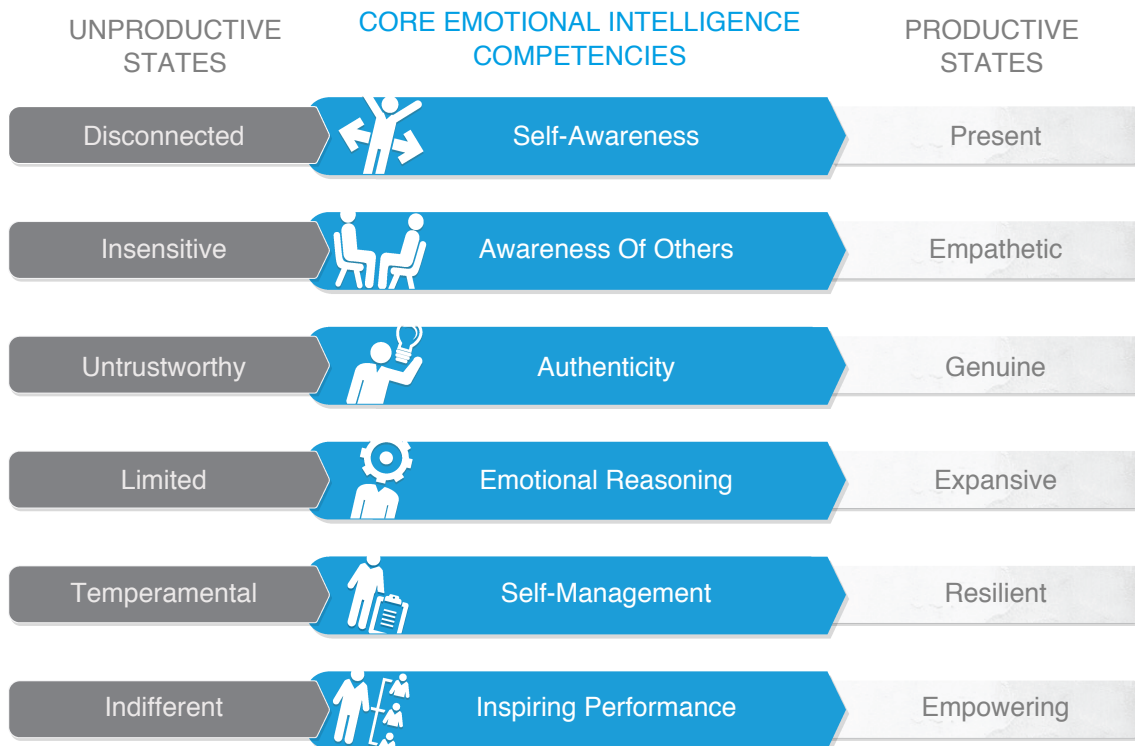 UNPRODUCTIVE
STATES
CORE EMOTIONAL INTELLIGENCE
COMPETENCIES
PRODUCTIVE
STATES
Disconnected
Self-Awareness
Present
Insensitive
Awareness Of Others
Empathetic
Untrustworthy
Authenticity
Genuine
Limited
Emotional Reasoning
Expansive
Temperamental
Self-Management
Resilient
Indifferent
Inspiring Performance
Empowering